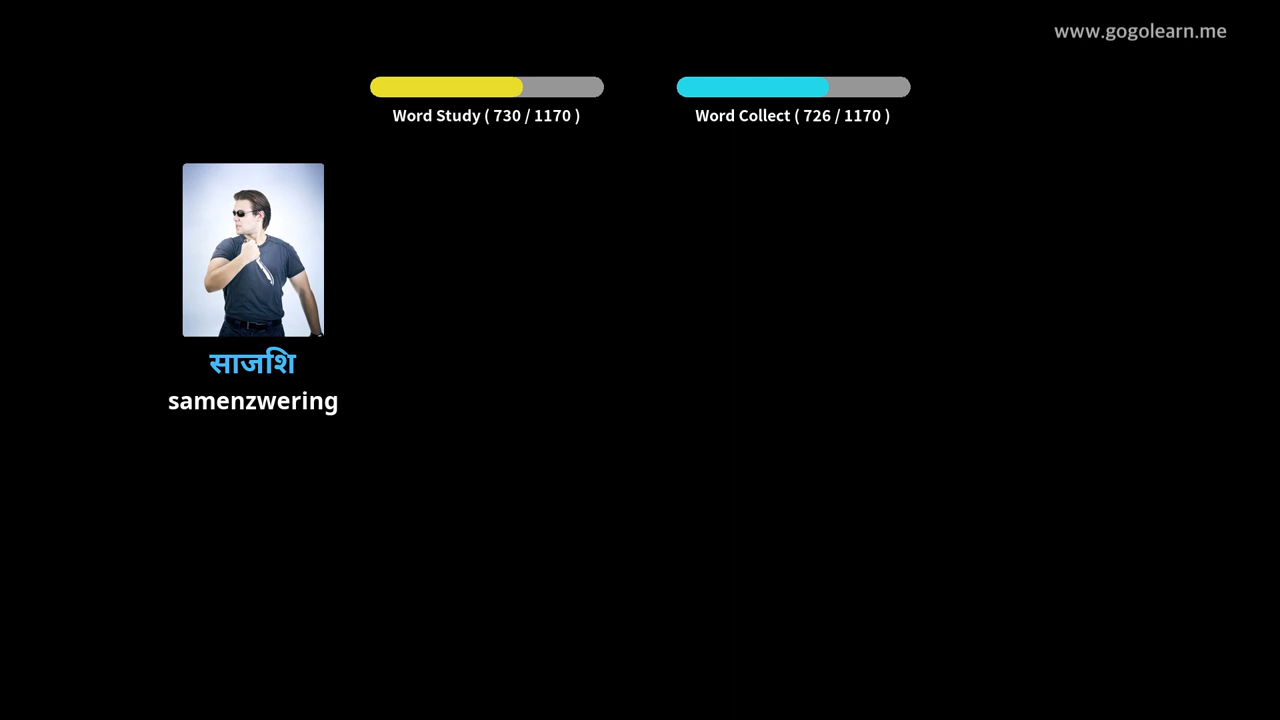 www.gogolearn.me
Word Study ( 730 / 1170 )
Word Collect ( 726 / 1170 )
साजशि
samenzwering